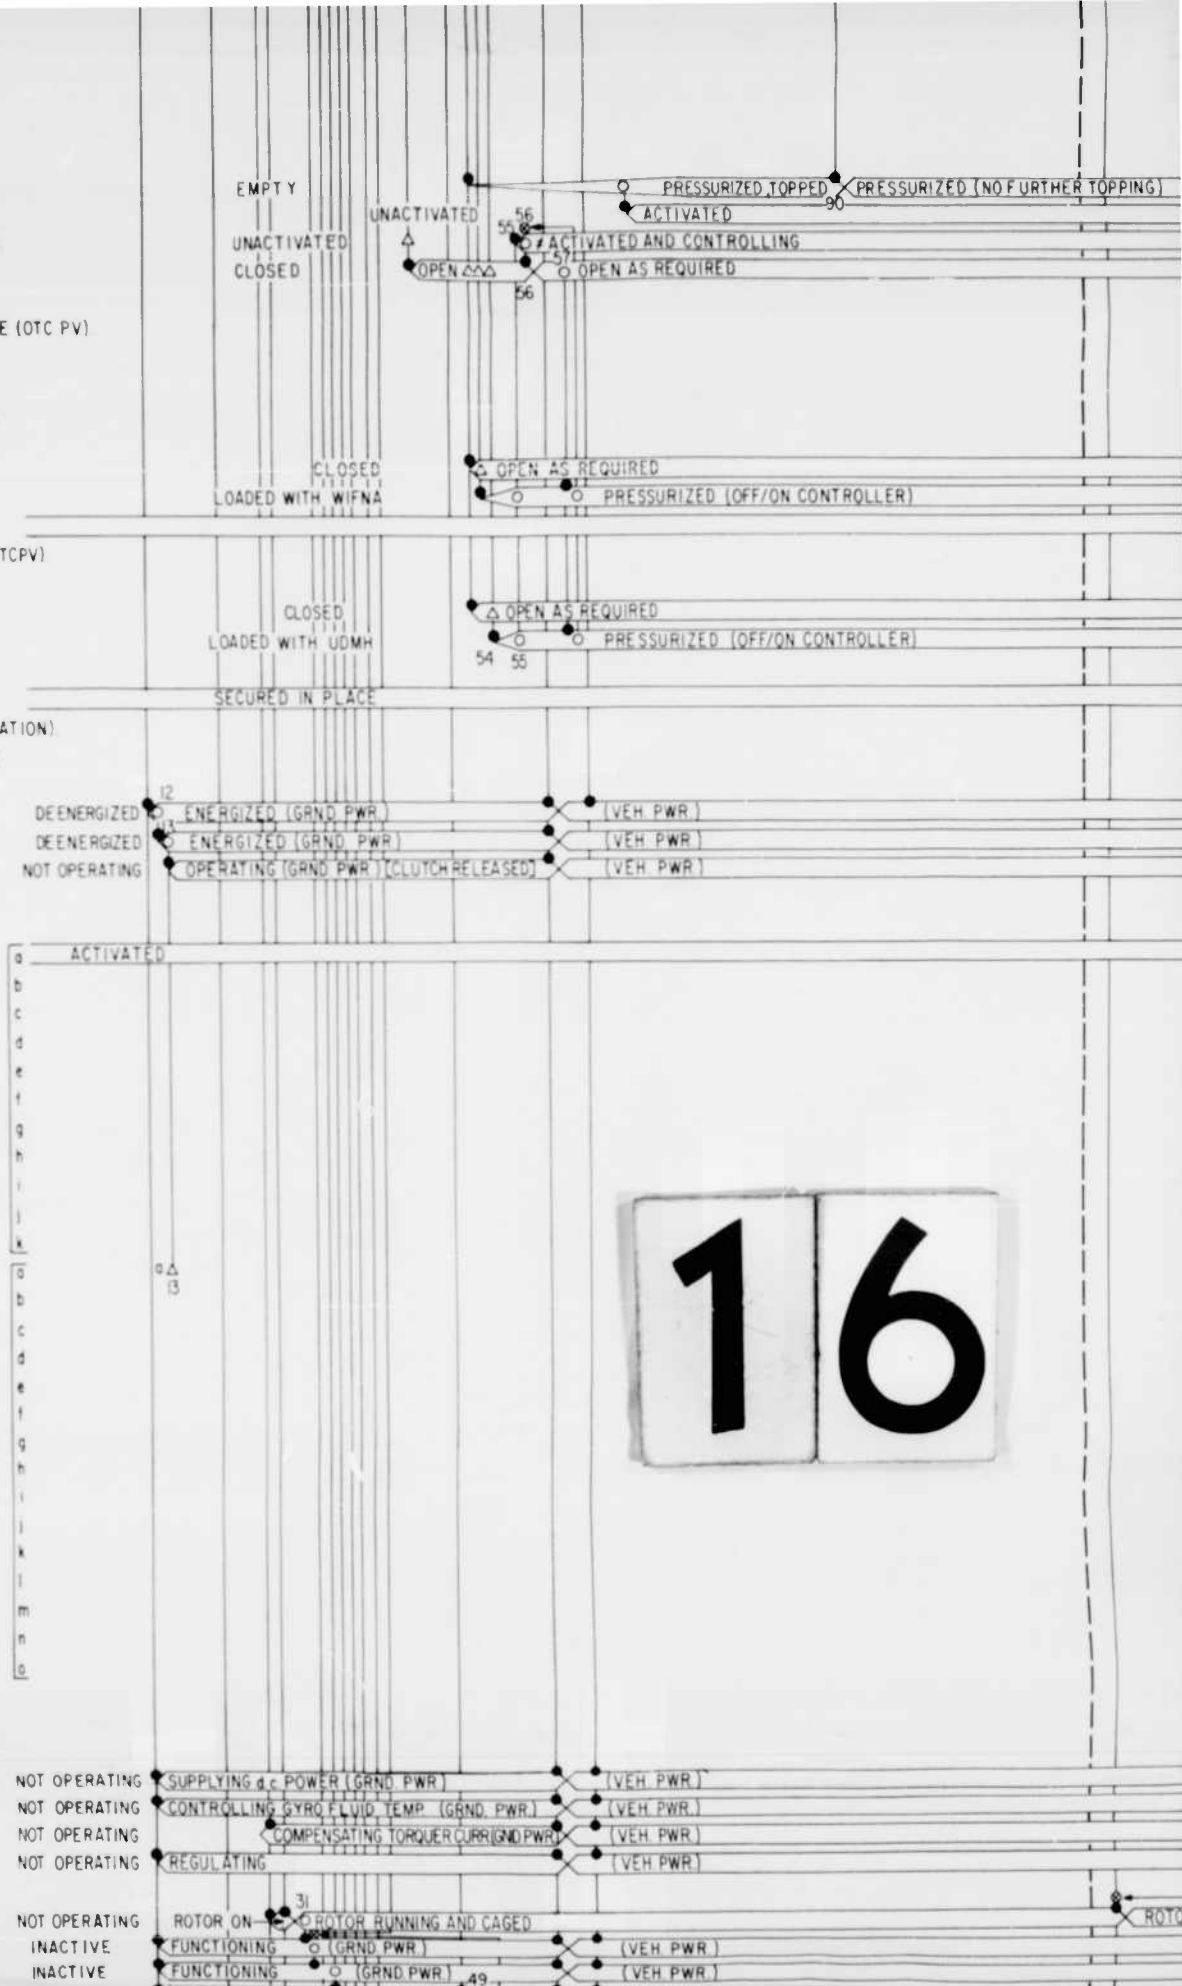 EMPTY PRESSURIZED, TOPPED PRESSURIZED (NO FURTHER TOPPING)
90
UNACTIVATED 56 ACTIVATED
UNACTIVATED 55 ≠ ACTIVATED AND CONTROLLING
57
CLOSED OPEN OPEN AS REQUIRED
56
E (OTC PV)
CLOSED OPEN AS REQUIRED
LOADED WITH WIFNA PRESSURIZED (OFF/ON CONTROLLER)
TCPV)
CLOSED OPEN AS REQUIRED
LOADED WITH UDMH PRESSURIZED (OFF/ON CONTROLLER)
54 55
SECURED IN PLACE
ATION)
12
DEENERGIZED ENERGIZED (GRND. PWR.) (VEH. PWR.)
13
DEENERGIZED ENERGIZED (GRND. PWR.) (VEH. PWR.)
NOT OPERATING OPERATING (GRND. PWR.) [CLUTCH RELEASED] (VEH. PWR.)
a ACTIVATED
b
c
d
e
f
g
h
i
j
k
a a
13
b
c
d
e
f
g
h
i
j
k
l
m
n
o
16
NOT OPERATING SUPPLYING d.c. POWER (GRND. PWR.) (VEH. PWR.)
NOT OPERATING CONTROLLING GYRO FLUID TEMP. (GRND. PWR.) (VEH. PWR.)
NOT OPERATING COMPENSATING TORQUER CURR.(GND PWR) (VEH. PWR.)
NOT OPERATING REGULATING (VEH. PWR.)
31
NOT OPERATING ROTOR ON ROTOR RUNNING AND CAGED ROTO
INACTIVE FUNCTIONING (GRND. PWR.) (VEH. PWR.)
INACTIVE FUNCTIONING (GRND. PWR.) (VEH. PWR.)
49